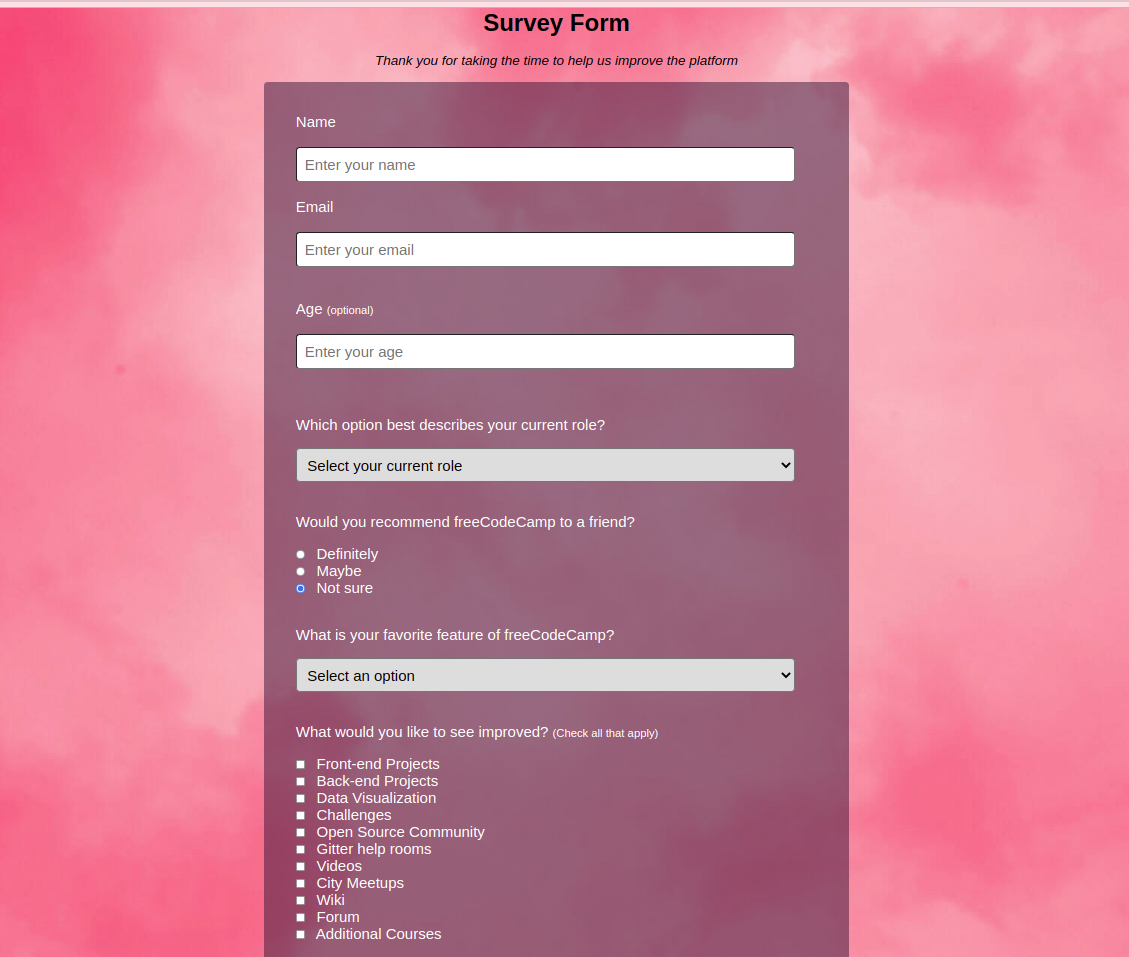 Survey Form
Thank you for taking the time to help us improve the platform
Name
Enter your name
Email
Enter your email
Age (optional)
Enter your age
Which option best describes your current role?
Select your current role
Would you recommend freeCodeCamp to a friend?
Definitely
Maybe
Not sure
What is your favorite feature of freeCodeCamp?
Select an option
What would you like to see improved? (Check all that apply)
Front-end Projects
Back-end Projects
Data Visualization
Challenges
Open Source Community
Gitter help rooms
Videos
City Meetups
Wiki
Forum
Additional Courses